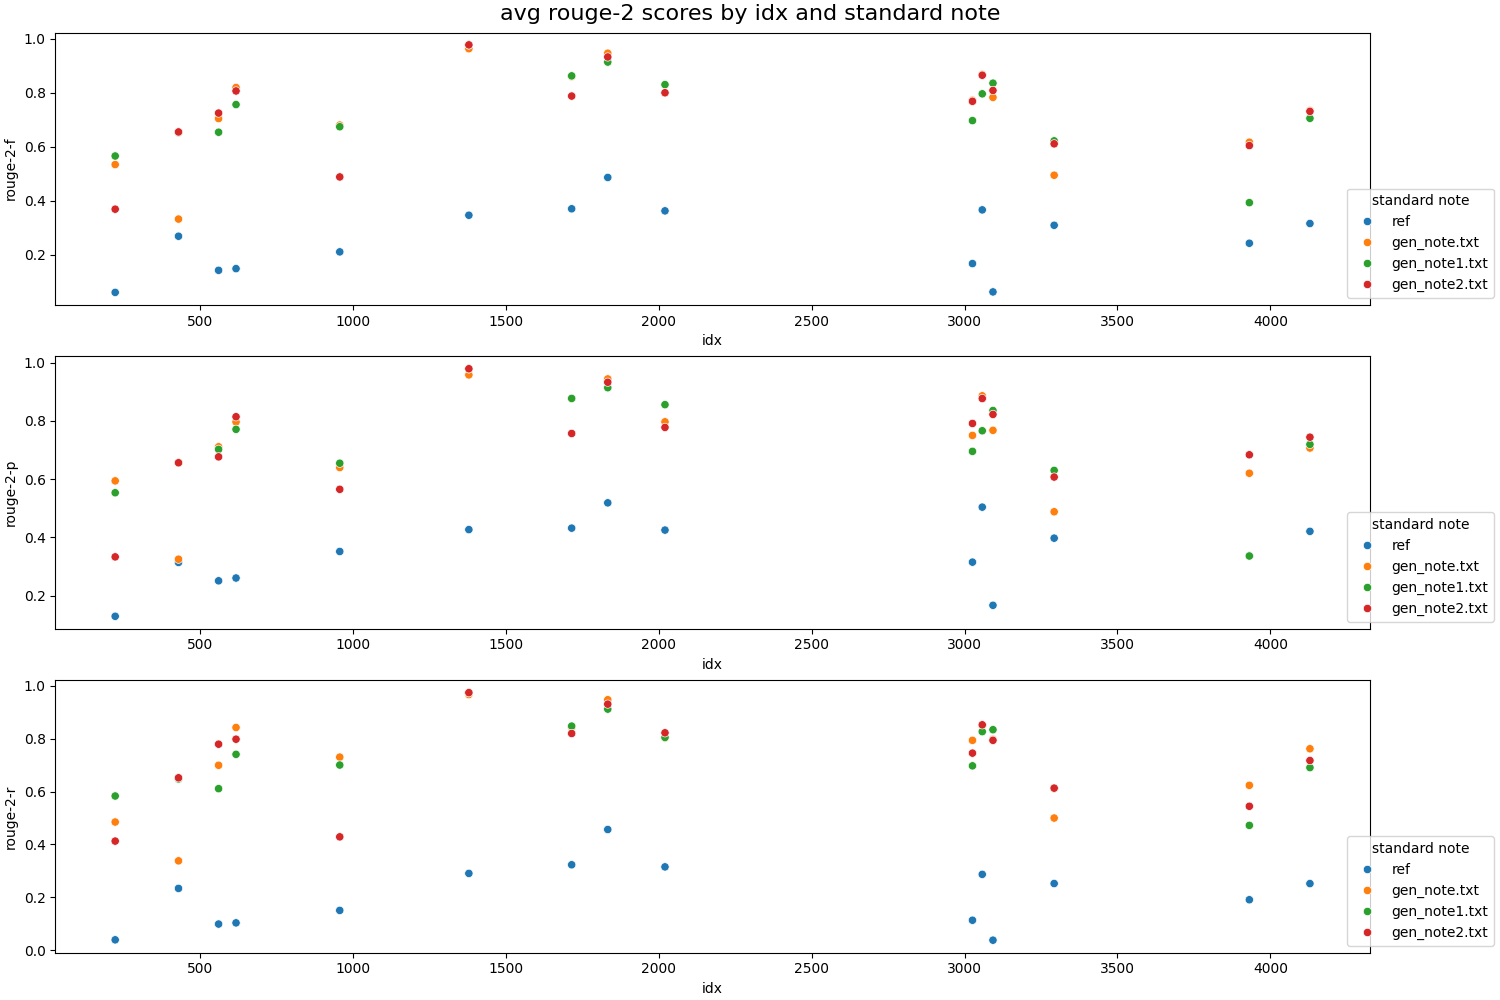 avg rouge-2 scores by idx and standard note
1.0
0.8
0.6
0.4
0.2
rouge-2-f
500 1000 1500 2000 2500 3000 3500 4000
idx
standard note
ref
gen_note.txt
gen_note1.txt
gen_note2.txt
1.0
0.8
0.6
0.4
0.2
rouge-2-p
500 1000 1500 2000 2500 3000 3500 4000
idx
standard note
ref
gen_note.txt
gen_note1.txt
gen_note2.txt
1.0
0.8
0.6
0.4
0.2
0.0
rouge-2-r
500 1000 1500 2000 2500 3000 3500 4000
idx
standard note
ref
gen_note.txt
gen_note1.txt
gen_note2.txt